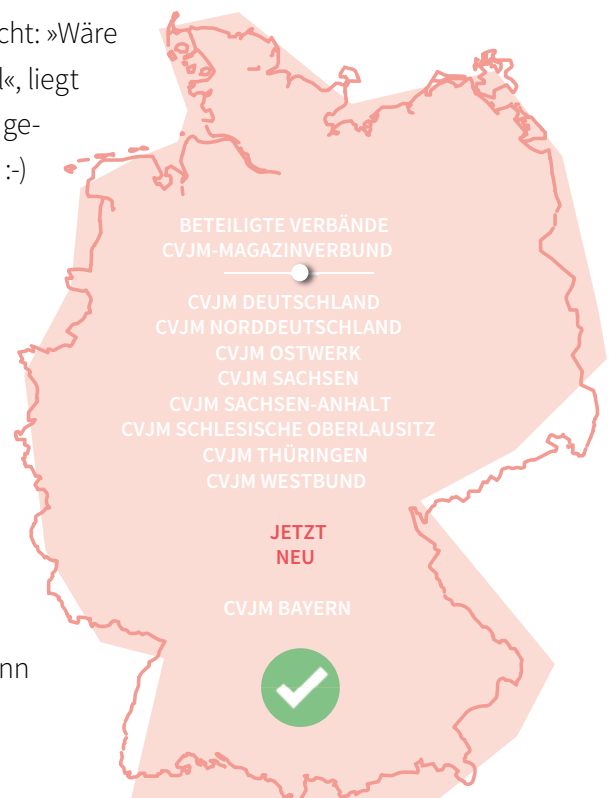 cht: »Wäre
l«, liegt
ge-
:-)
BETEILIGTE VERBÄNDE
CVJM-MAGAZINVERBUND
CVJM DEUTSCHLAND
CVJM NORDDEUTSCHLAND
CVJM OSTWERK
CVJM SACHSEN
CVJM SACHSEN-ANHALT
CVJM SCHLESISCHE OBERLAUSITZ
CVJM THÜRINGEN
CVJM WESTBUND
JETZT
NEU
CVJM BAYERN
nn